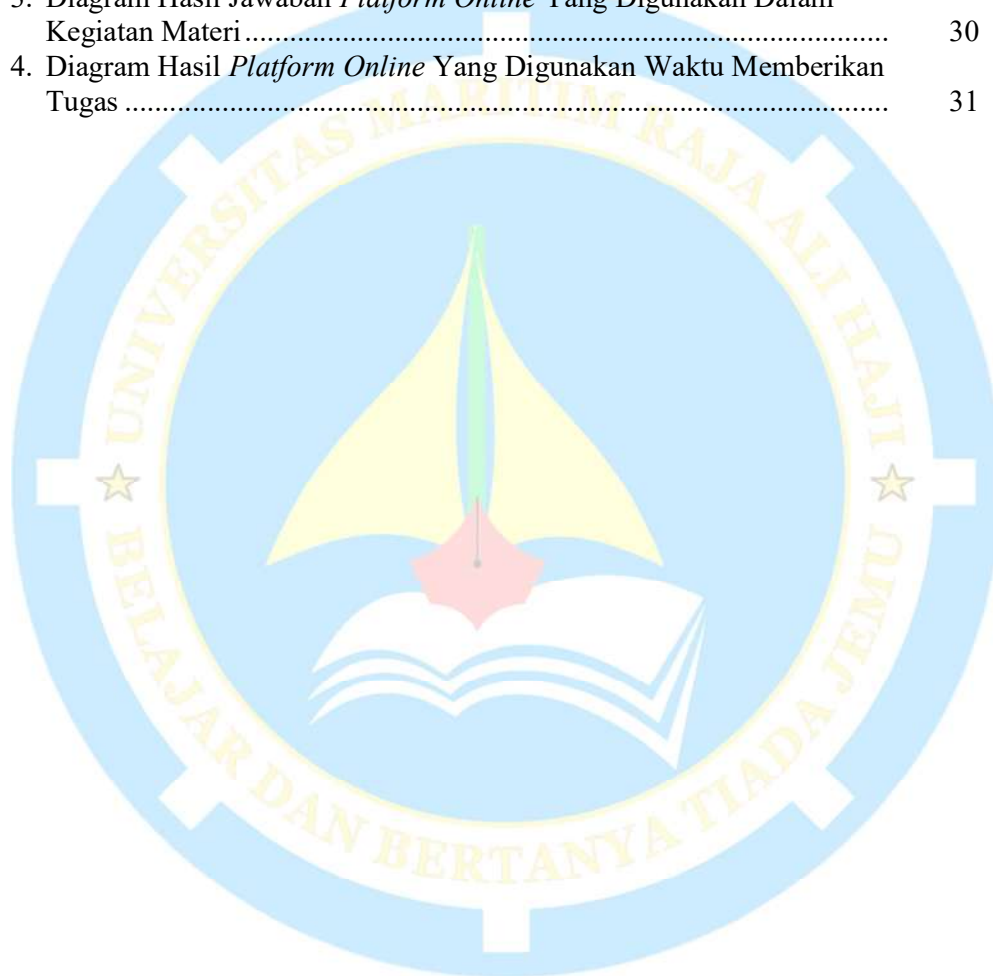 3. Diagram Hasil Jawaban Platform Online Yang Digunakan Dalam
Kegiatan Materi ...................................................................................... 30
4. Diagram Hasil Platform Online Yang Digunakan Waktu Memberikan
Tugas ...................................................................................................... 31
UNIVERSITAS MARITIM RAJA ALI HAJI
BELAJAR DAN BERTANYA TIADA JEMU